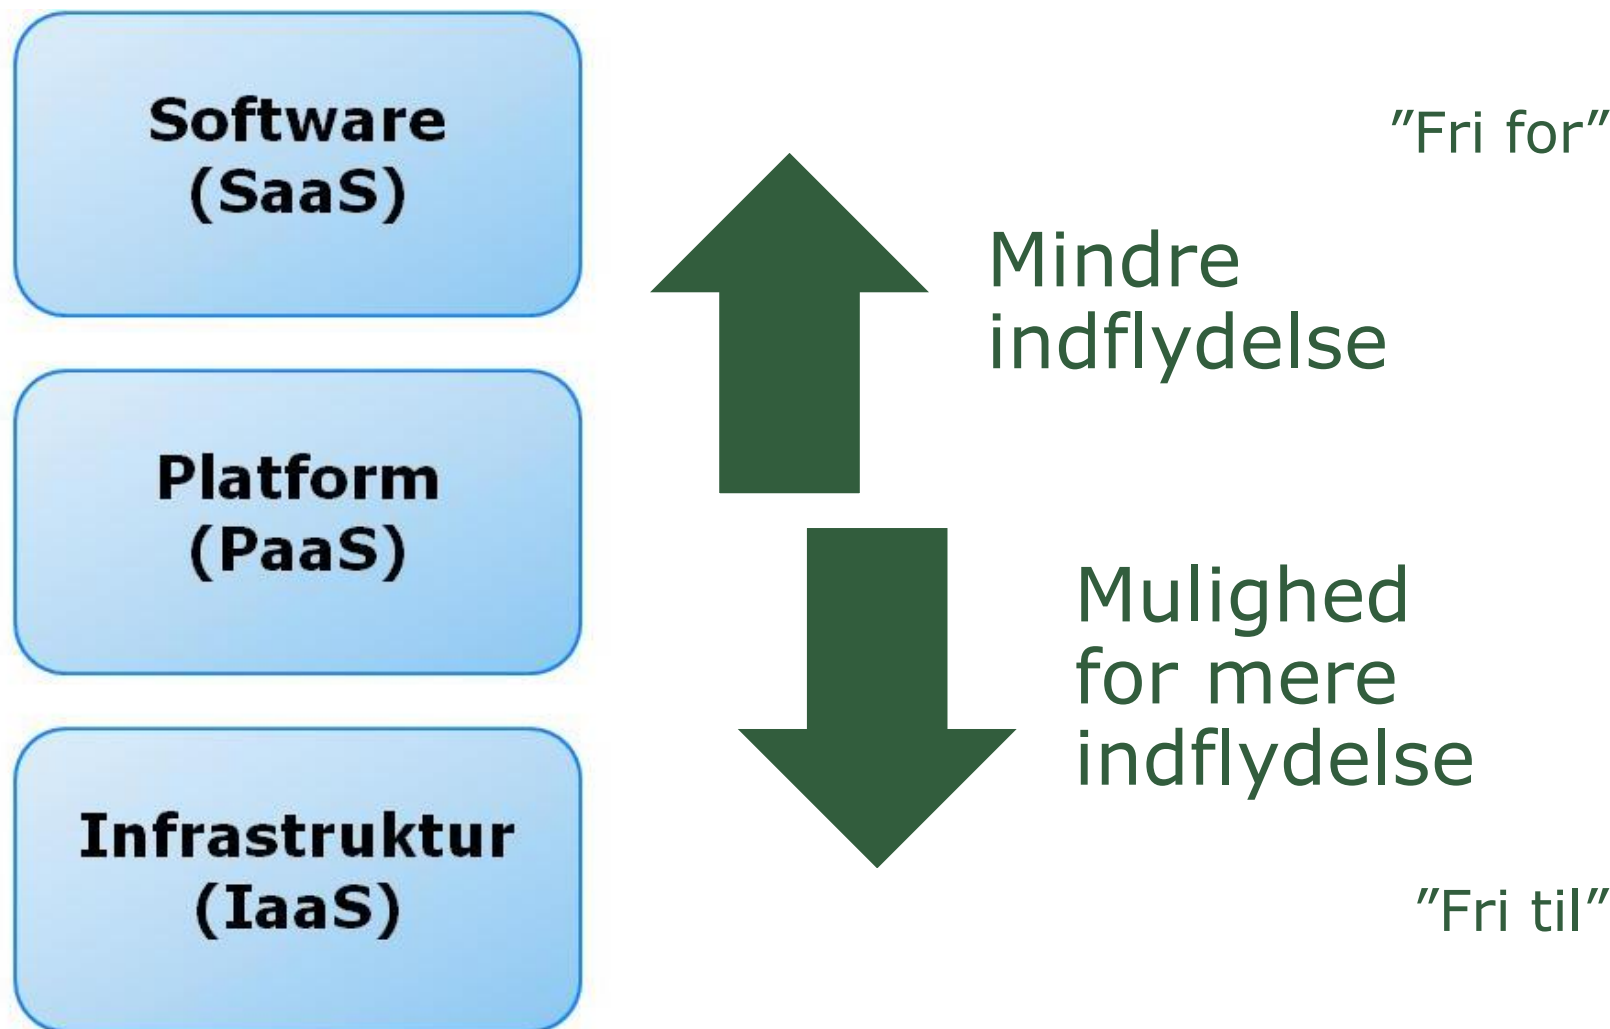 Software
(SaaS)
Platform
(PaaS)
Infrastruktur
(IaaS)
”Fri for”
Mindre
indflydelse
Mulighed
for mere
indflydelse
”Fri til”